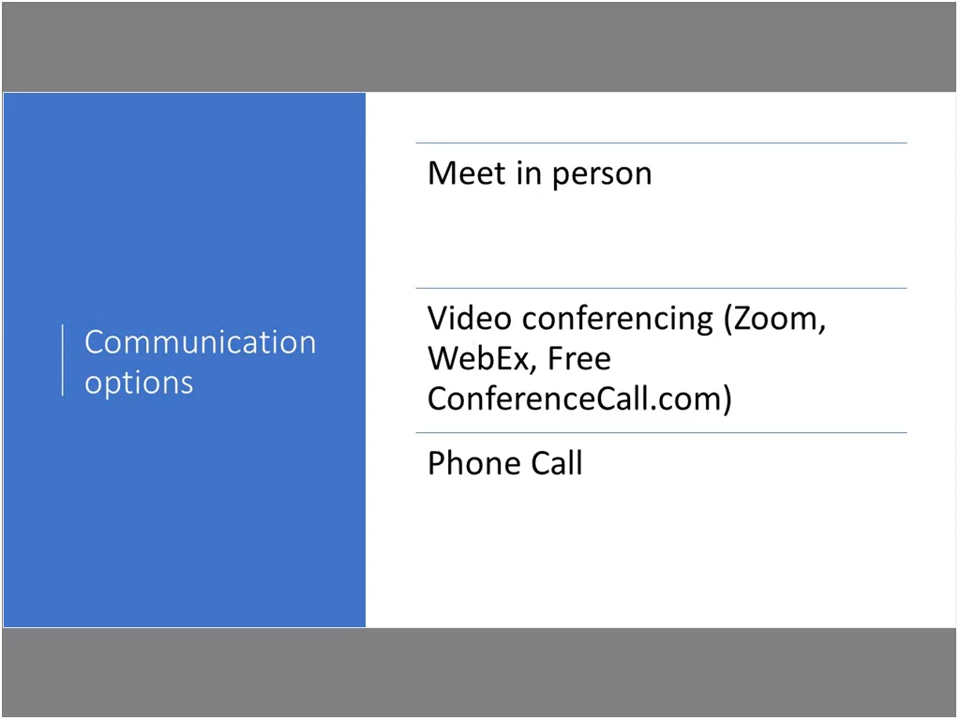 Communication
options
Meet in person
Video conferencing (Zoom,
WebEx, Free
ConferenceCall.com)
Phone Call